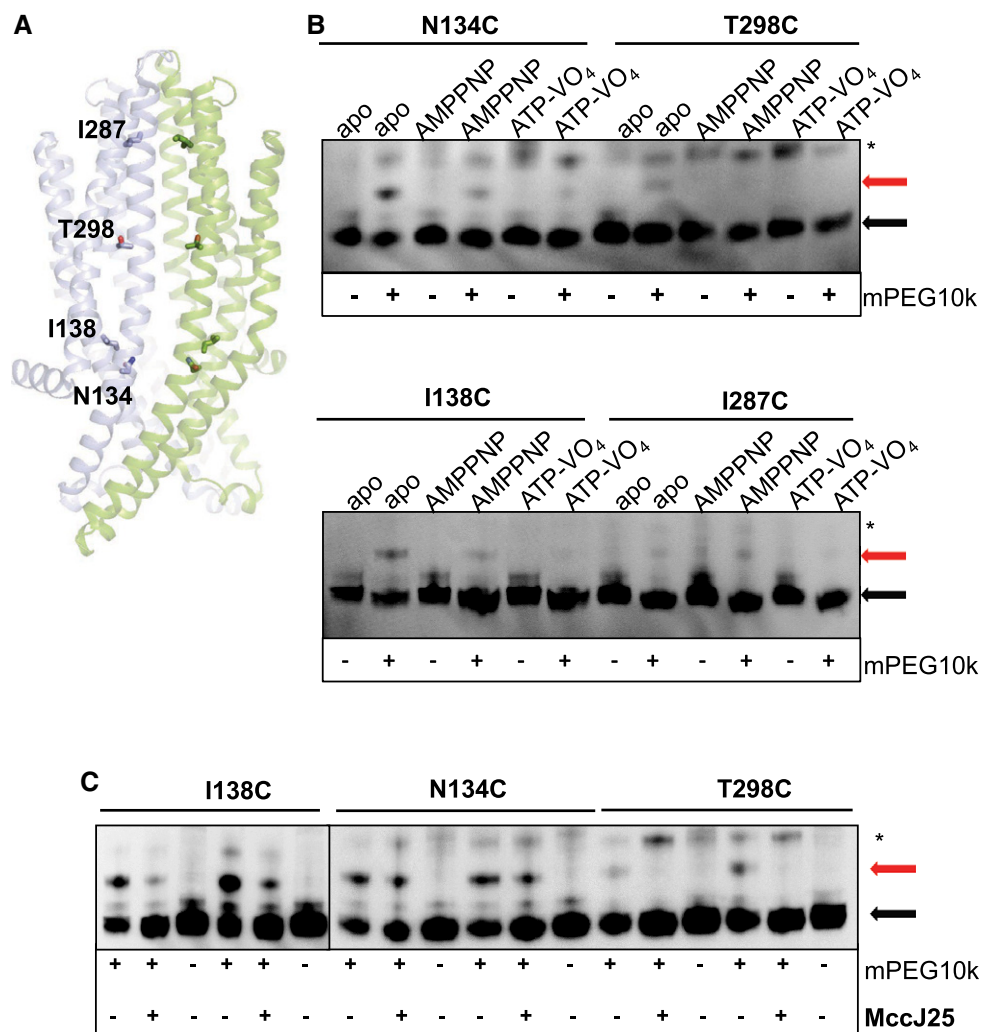 A
I287
T298
I138
N134
B
N134C T298C
apo apo AMPPNP AMPPNP ATP-VO₄ ATP-VO₄ apo apo AMPPNP AMPPNP ATP-VO₄ ATP-VO₄
*
- + - + - + - + - + - + mPEG10k
I138C I287C
apo apo AMPPNP AMPPNP ATP-VO₄ ATP-VO₄ apo apo AMPPNP AMPPNP ATP-VO₄ ATP-VO₄
*
- + - + - + - + - + - + mPEG10k
C
I138C N134C T298C
*
+ + - + + - + + - + + - + + - + + - mPEG10k
- + - - + - - + - - + - - + - - + - MccJ25